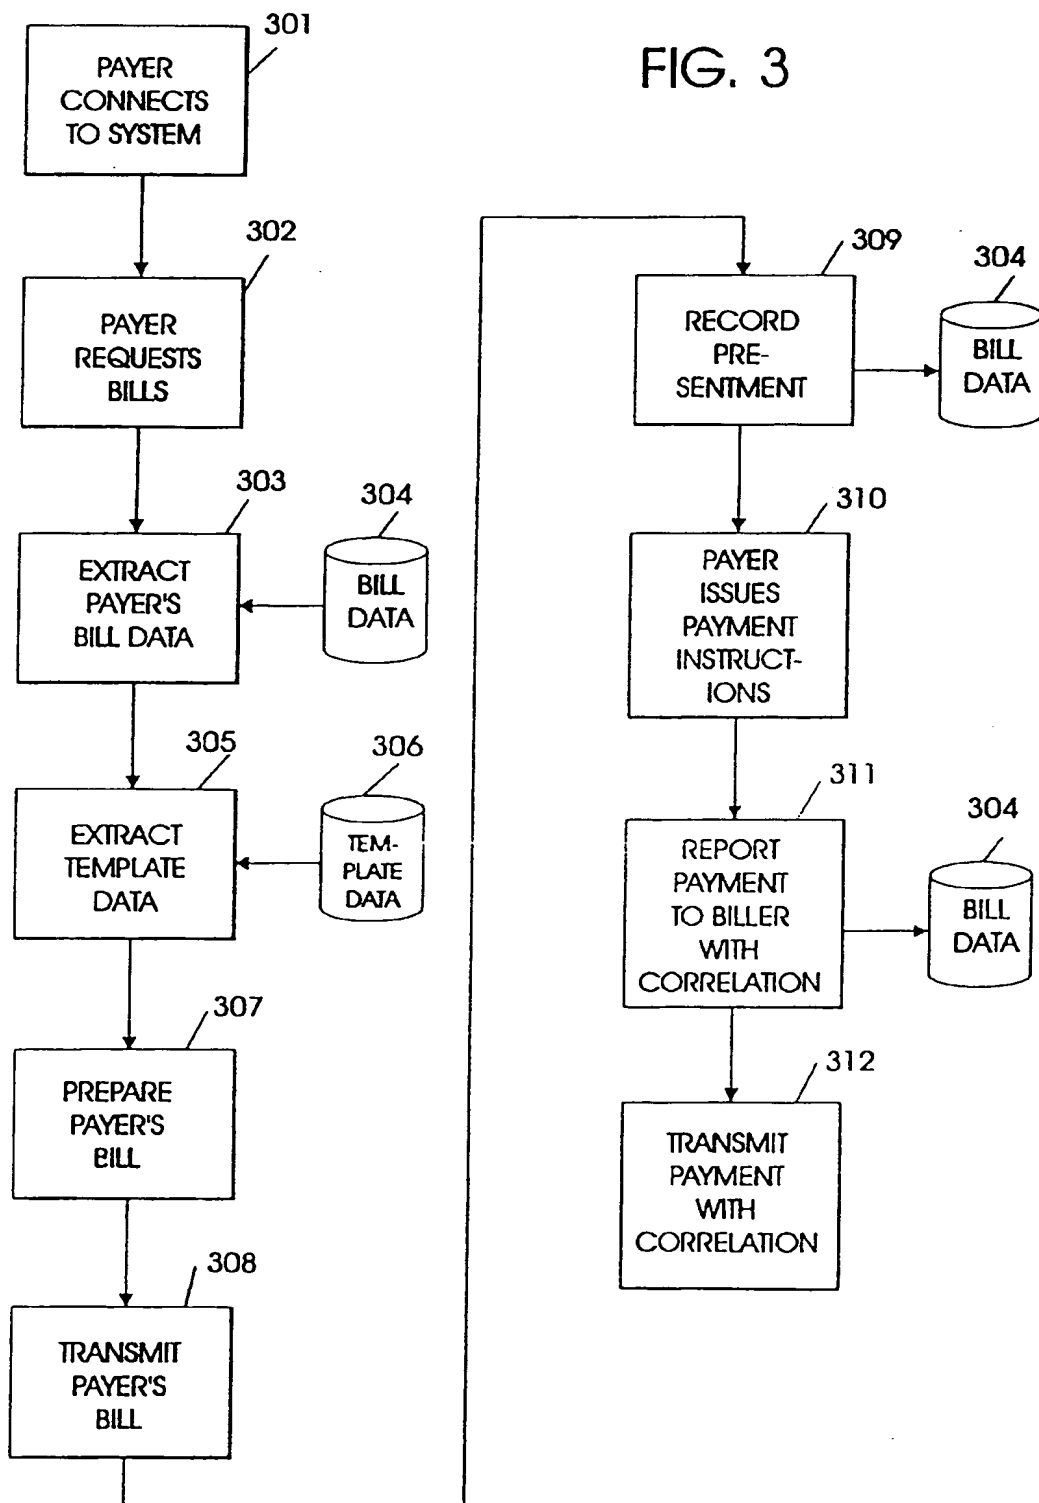 FIG. 3
301
PAYER
CONNECTS
TO SYSTEM
302
PAYER
REQUESTS
BILLS
303
EXTRACT
PAYER'S
BILL DATA
304
BILL
DATA
305
EXTRACT
TEMPLATE
DATA
306
TEM-
PLATE
DATA
307
PREPARE
PAYER'S
BILL
308
TRANSMIT
PAYER'S
BILL
309
RECORD
PRE-
SENTMENT
304
BILL
DATA
310
PAYER
ISSUES
PAYMENT
INSTRUCT-
IONS
311
REPORT
PAYMENT
TO BILLER
WITH
CORRELATION
304
BILL
DATA
312
TRANSMIT
PAYMENT
WITH
CORRELATION